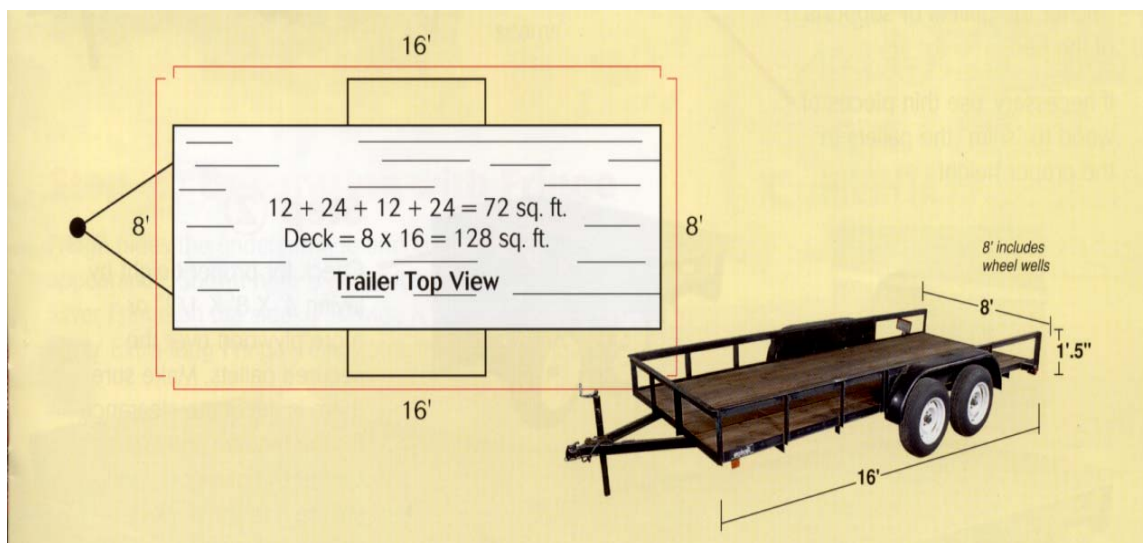 16'
8'
12 + 24 + 12 + 24 = 72 sq. ft.
Deck = 8 x 16 = 128 sq. ft.
Trailer Top View
8'
16'
8' includes
wheel wells
8'
1'.5"
16'